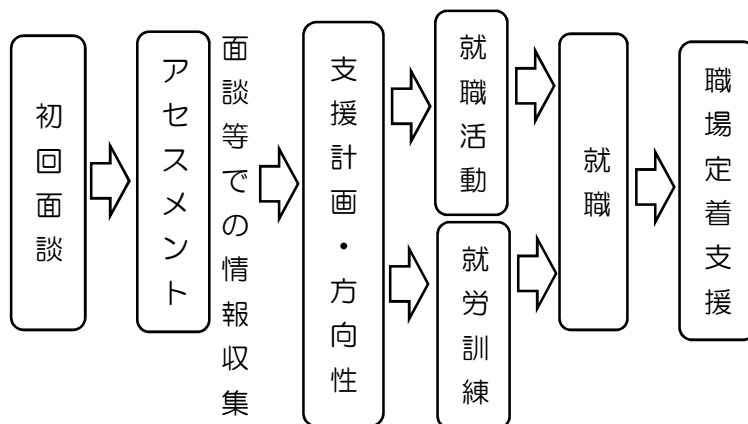 初回面談
アセスメント
面談等での情報収集
支援計画・方向性
就職活動
就労訓練
就職
職場定着支援